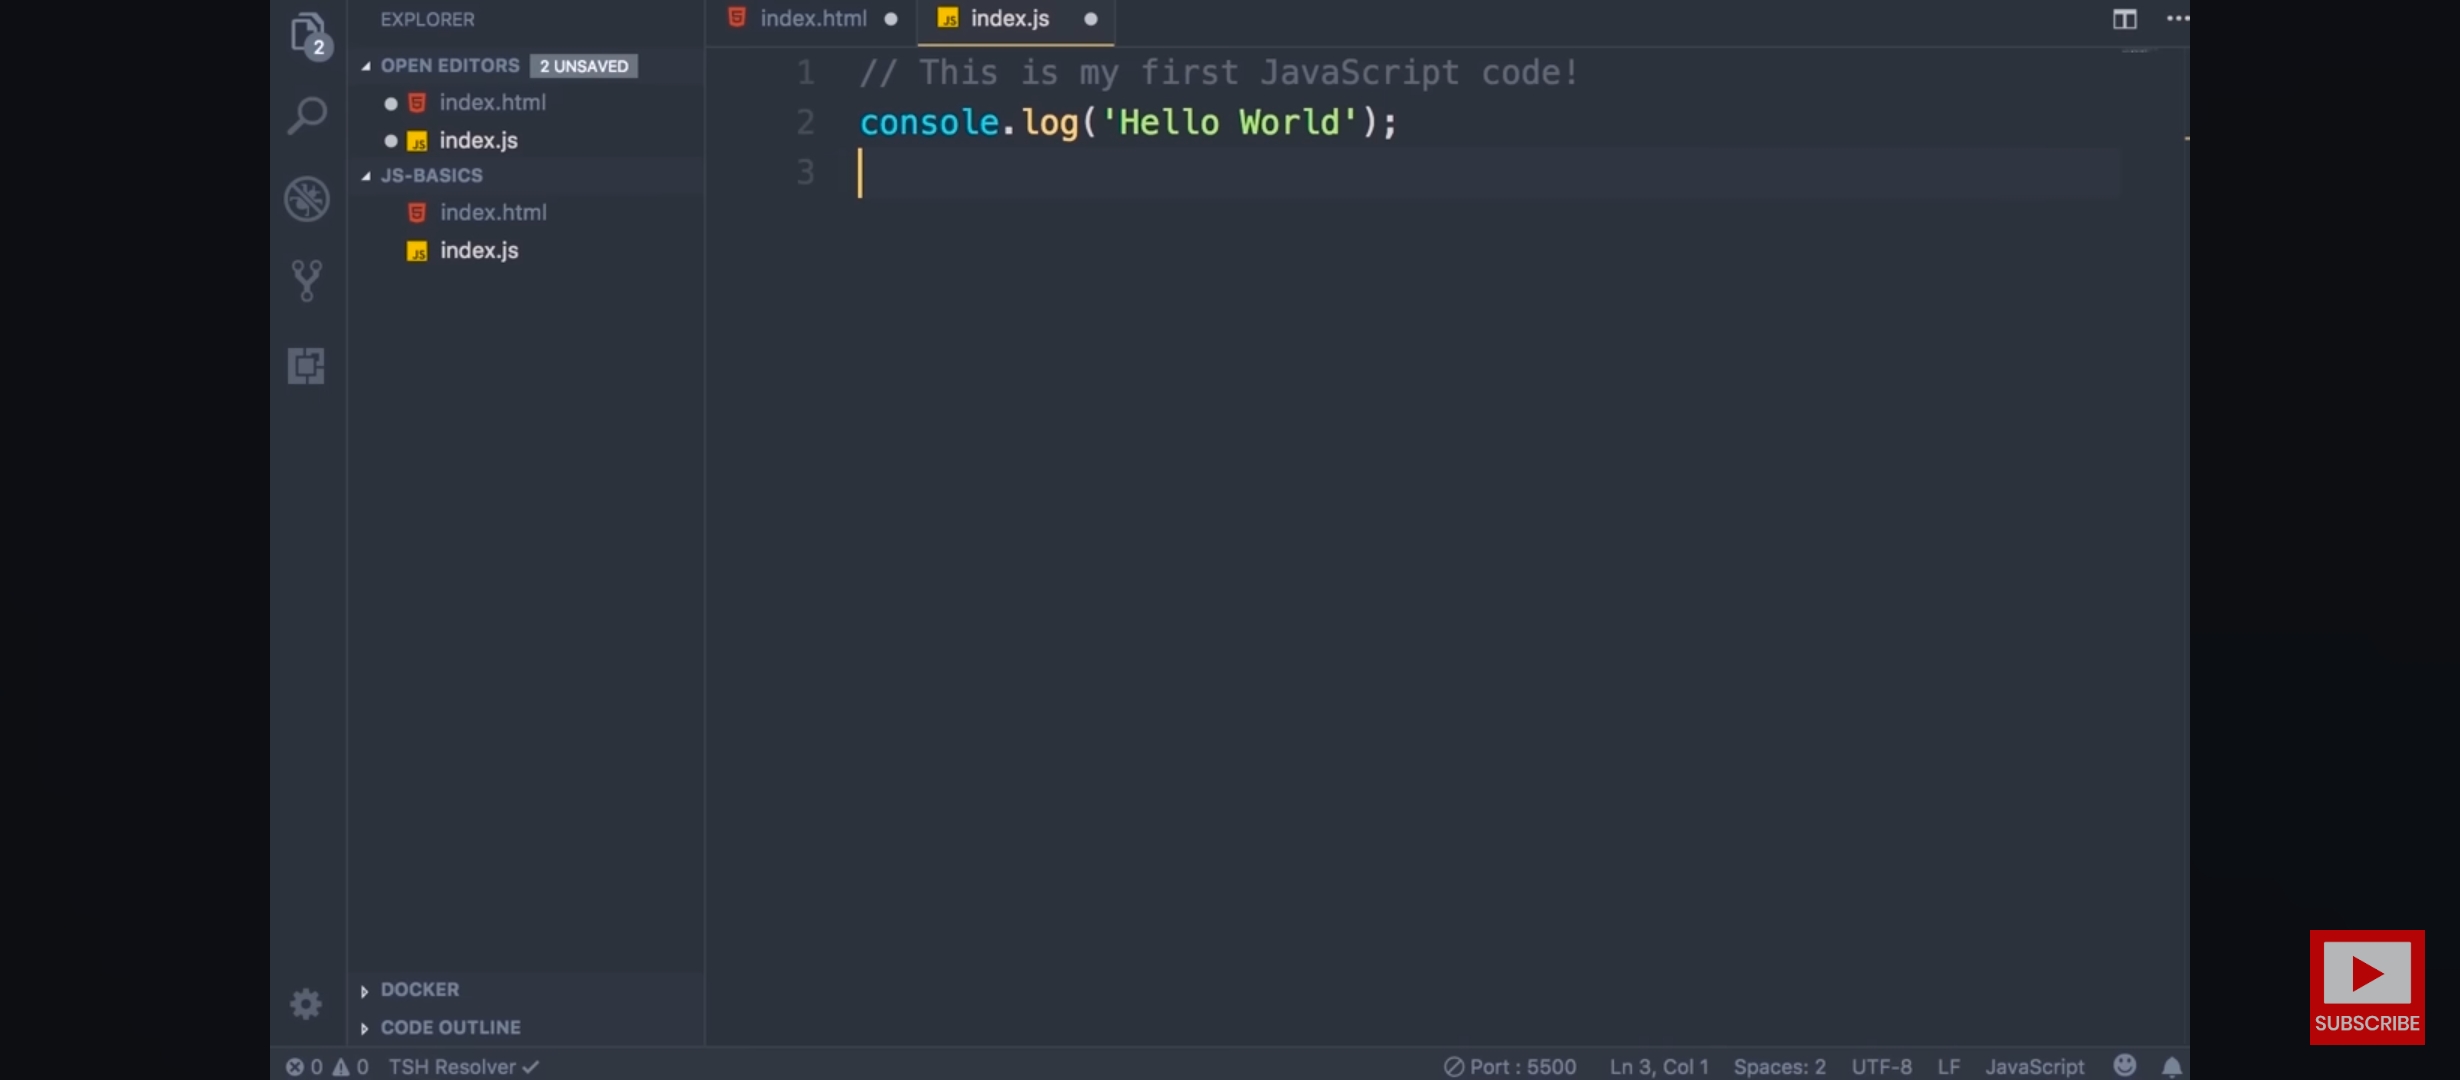 2
EXPLORER
OPEN EDITORS 2 UNSAVED
index.html
index.js
JS-BASICS
index.html
index.js
DOCKER
CODE OUTLINE
index.html
index.js
1 // This is my first JavaScript code!
2 console.log('Hello World');
3
0 0 TSH Resolver
Port : 5500 Ln 3, Col 1 Spaces: 2 UTF-8 LF JavaScript
SUBSCRIBE